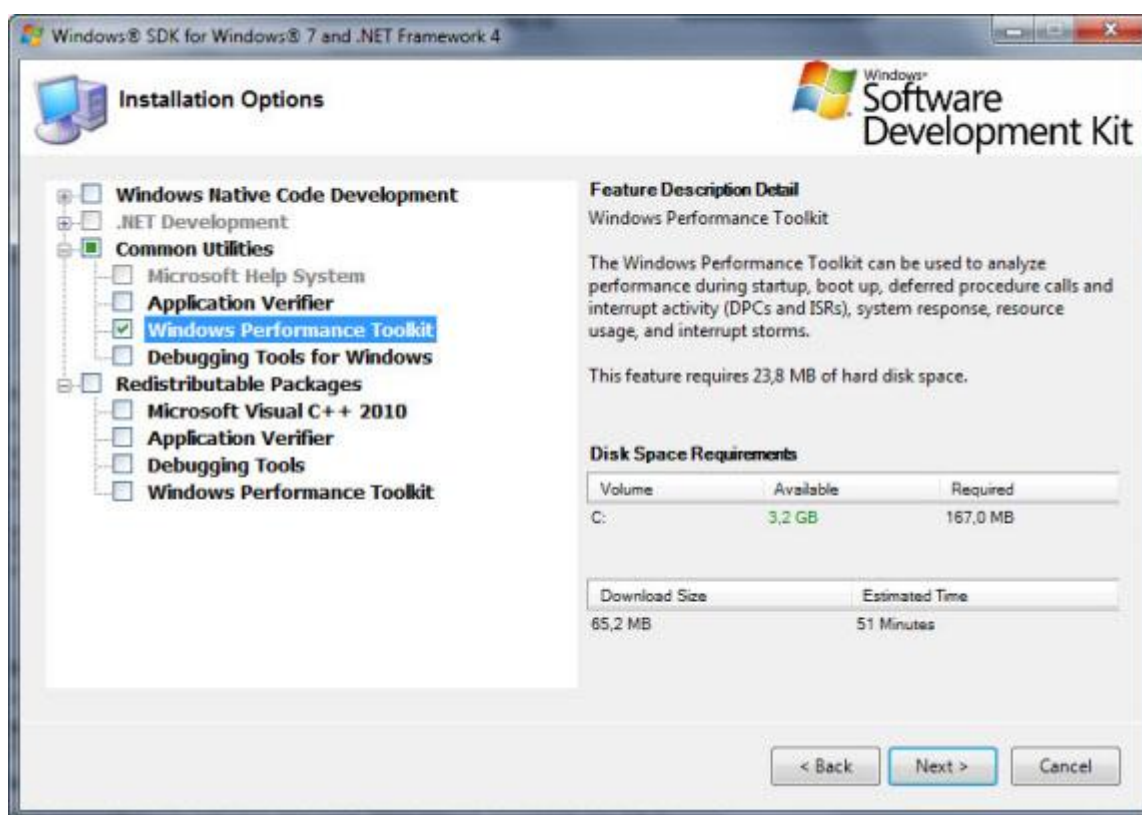 Windows® SDK for Windows® 7 and .NET Framework 4
Installation Options
Windows®
Software
Development Kit
Windows Native Code Development
.NET Development
Common Utilities
Microsoft Help System
Application Verifier
Windows Performance Toolkit
Debugging Tools for Windows
Redistributable Packages
Microsoft Visual C++ 2010
Application Verifier
Debugging Tools
Windows Performance Toolkit
Feature Description Detail
Windows Performance Toolkit
The Windows Performance Toolkit can be used to analyze
performance during startup, boot up, deferred procedure calls and
interrupt activity (DPCs and ISRs), system response, resource
usage, and interrupt storms.
This feature requires 23,8 MB of hard disk space.
Disk Space Requirements
Volume Available Required
C: 3,2 GB 167,0 MB
Download Size Estimated Time
65,2 MB 51 Minutes
< Back Next > Cancel